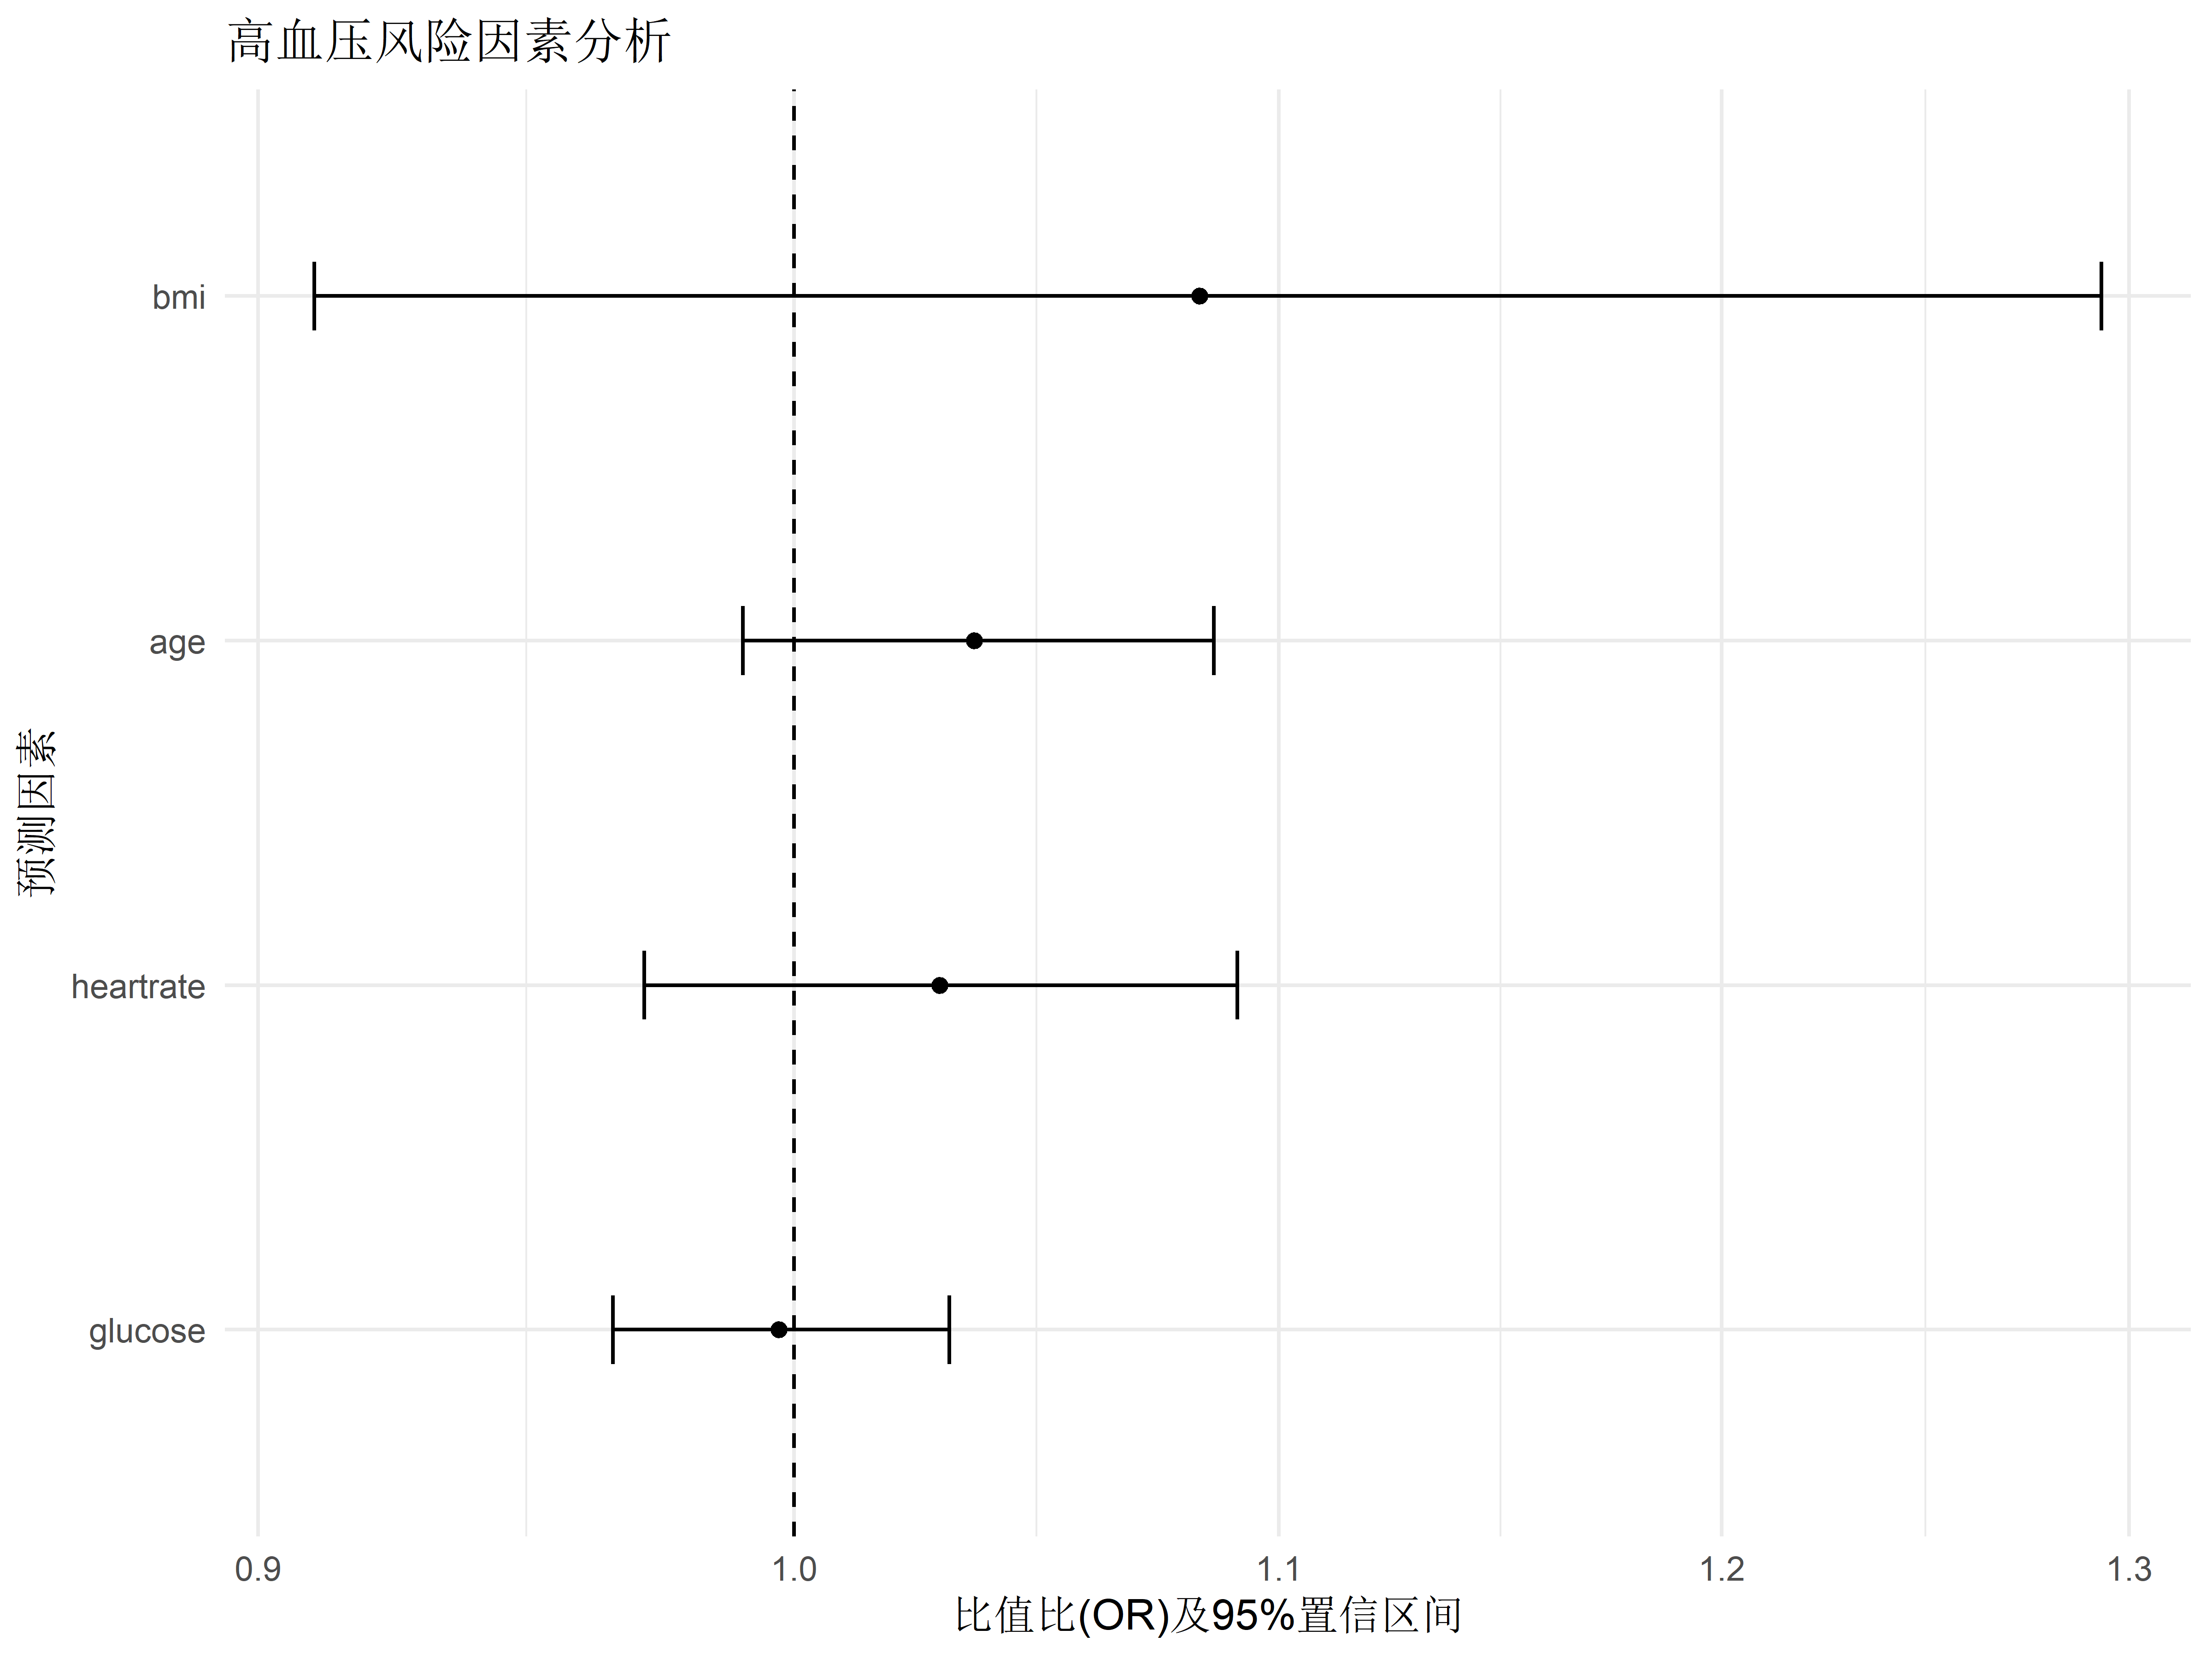 高血压风险因素分析
预测因素
bmi
age
heartrate
glucose
0.9 1.0 1.1 1.2 1.3
比值比(OR)及95%置信区间